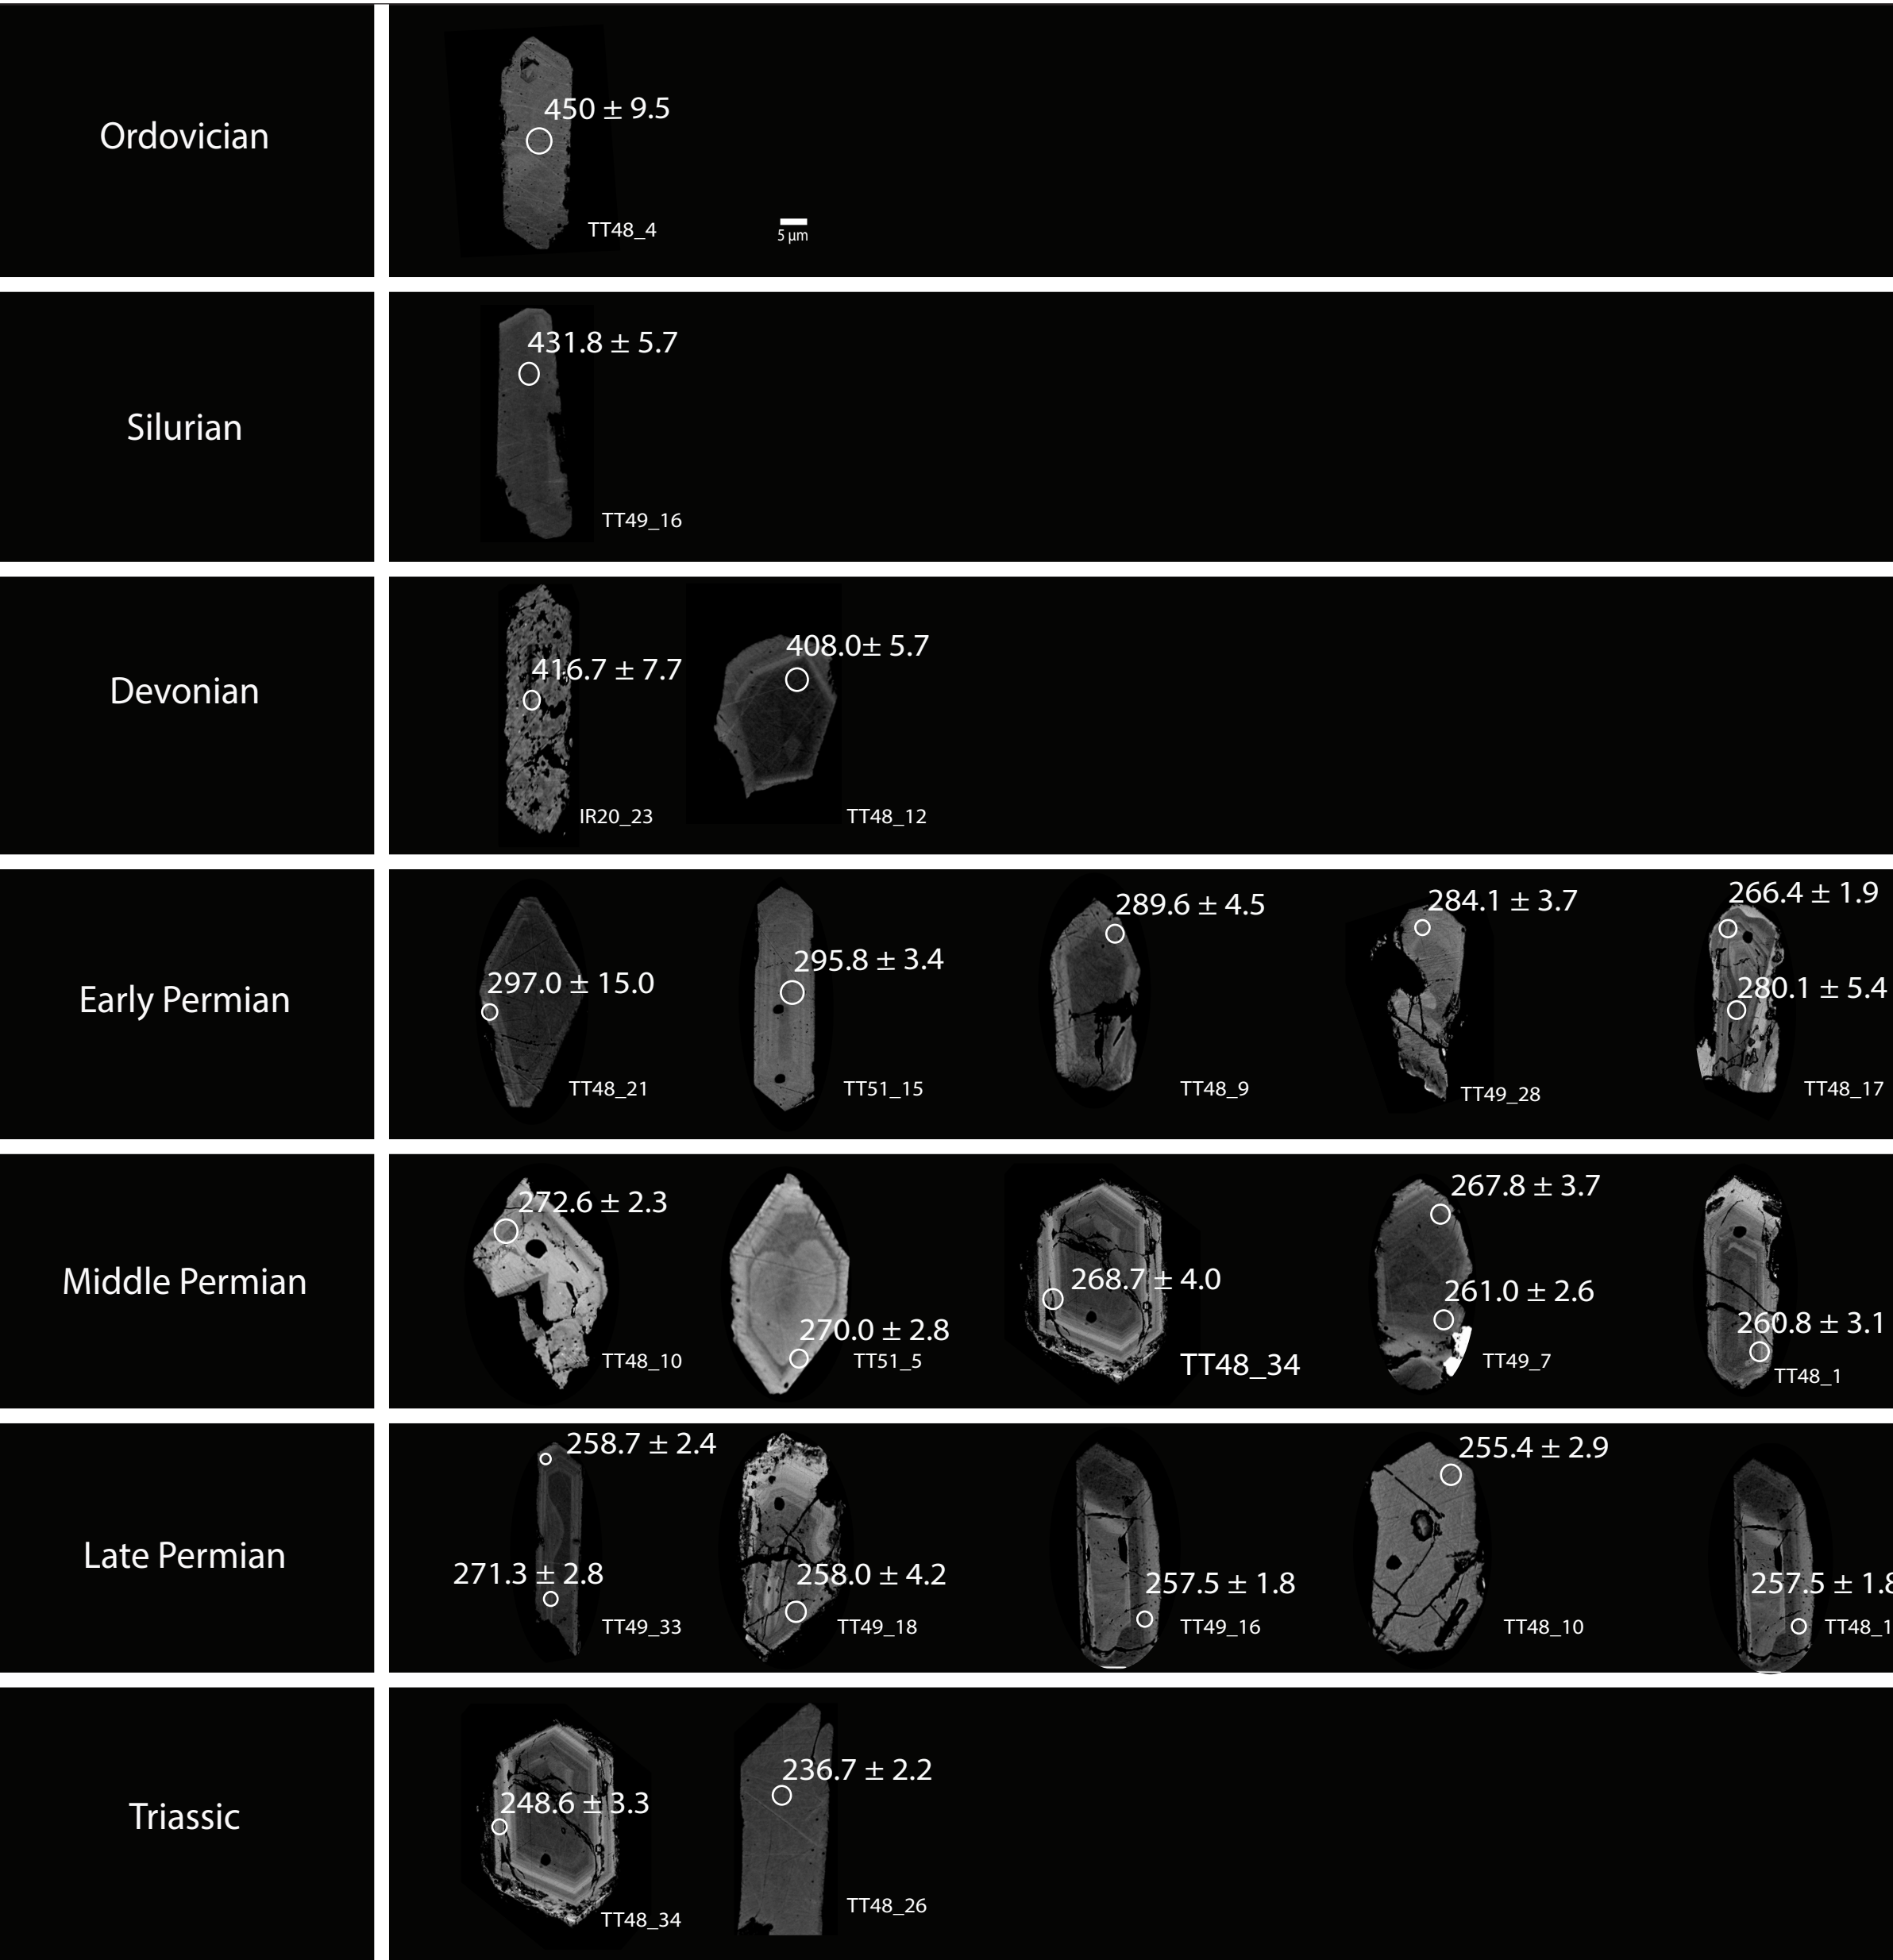 Ordovician
450 ± 9.5
TT48_4
5 µm
Silurian
431.8 ± 5.7
TT49_16
Devonian
416.7 ± 7.7
IR20_23
408.0± 5.7
TT48_12
Early Permian
297.0 ± 15.0
TT48_21
295.8 ± 3.4
TT51_15
289.6 ± 4.5
TT48_9
284.1 ± 3.7
TT49_28
266.4 ± 1.9
280.1 ± 5.4
TT48_17
Middle Permian
272.6 ± 2.3
TT48_10
270.0 ± 2.8
TT51_5
268.7 ± 4.0
TT48_34
267.8 ± 3.7
261.0 ± 2.6
TT49_7
260.8 ± 3.1
TT48_1
Late Permian
258.7 ± 2.4
271.3 ± 2.8
TT49_33
258.0 ± 4.2
TT49_18
257.5 ± 1.8
TT49_16
255.4 ± 2.9
TT48_10
257.5 ± 1.8
TT48_1
Triassic
248.6 ± 3.3
TT48_34
236.7 ± 2.2
TT48_26